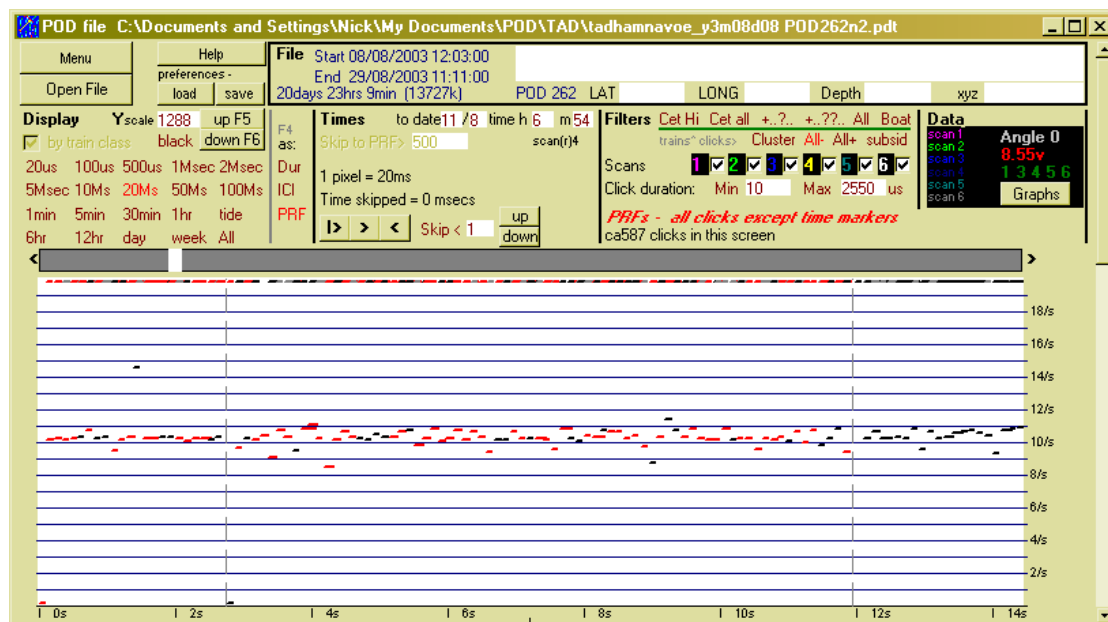 POD file C:\Documents and Settings\Nick\My Documents\POD\TAD\tadhamnavoe_y3m08d08 POD262n2.pdt
Menu
Help
preferences -
Open File
load save
File Start 08/08/2003 12:03:00
End 29/08/2003 11:11:00
20days 23hrs 9min (13727k) POD 262 LAT LONG Depth xyz
Display Yscale 1288 up F5
by train class black down F6
20us 100us 500us 1Msec 2Msec
5Msec 10Ms 20Ms 50Ms 100Ms
1min 5min 30min 1hr tide
6hr 12hr day week All
F4
as:
Dur
ICI
PRF
Times to date 11 /8 time h 6 m 54
Skip to PRF> 500 scan(r)4
1 pixel = 20ms
Time skipped = 0 msecs
|> > < Skip < 1 up
down
Filters Cet Hi Cet all +..?.. +..??.. All Boat
trains^ clicks> Cluster All- All+ subsid
Scans 1 2 3 4 5 6
Click duration: Min 10 Max 2550 us
PRFs - all clicks except time markers
ca587 clicks in this screen
Data
scan 1
scan 2
scan 3
scan 4
scan 5
scan 6
Angle 0
8.55v
1 3 4 5 6
Graphs
< >
18/s
16/s
14/s
12/s
10/s
8/s
6/s
4/s
2/s
0s 2s 4s 6s 8s 10s 12s 14s